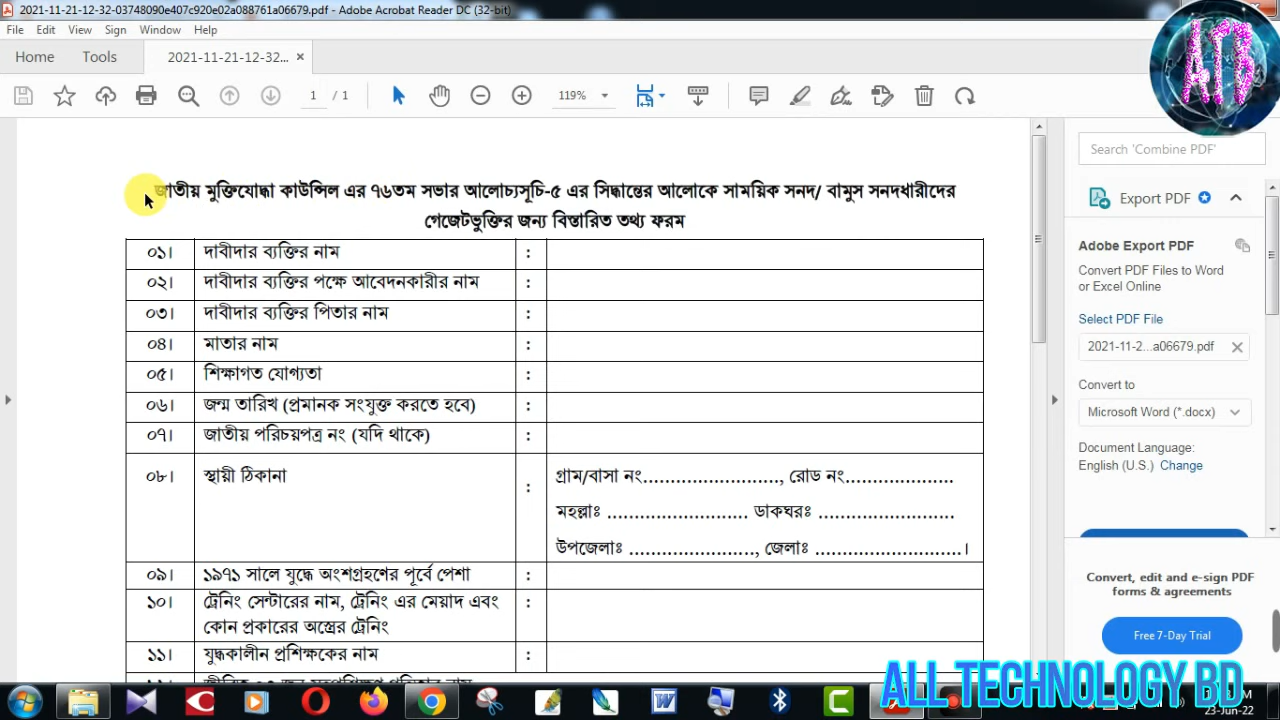 2021-11-21-12-32-03748090e407c920e02a088761a06679.pdf - Adobe Acrobat Reader DC (32-bit)
File Edit View Sign Window Help
Home Tools 2021-11-21-12-32... ×
1 / 1 119%
ATB
Search 'Combine PDF'
Export PDF
Adobe Export PDF
Convert PDF Files to Word
or Excel Online
Select PDF File
2021-11-2...a06679.pdf
Convert to
Microsoft Word (*.docx)
Document Language:
English (U.S.) Change
Convert, edit and e-sign PDF
forms & agreements
Free 7-Day Trial
জাতীয় মুক্তিযোদ্ধা কাউন্সিল এর ৭৬তম সভার আলোচ্যসূচি-৫ এর সিদ্ধান্তের আলোকে সাময়িক সনদ/ বামুস সনদধারীদের
গেজেটভুক্তির জন্য বিস্তারিত তথ্য ফরম
০১। দাবীদার ব্যক্তির নাম :
০২। দাবীদার ব্যক্তির পক্ষে আবেদনকারীর নাম :
০৩। দাবীদার ব্যক্তির পিতার নাম :
০৪। মাতার নাম :
০৫। শিক্ষাগত যোগ্যতা :
০৬। জন্ম তারিখ (প্রমানক সংযুক্ত করতে হবে) :
০৭। জাতীয় পরিচয়পত্র নং (যদি থাকে) :
০৮। স্থায়ী ঠিকানা : গ্রাম/বাসা নং........................., রোড নং....................
মহল্লাঃ .......................... ডাকঘরঃ .........................
উপজেলাঃ ......................., জেলাঃ ...........................।
০৯। ১৯৭১ সালে যুদ্ধে অংশগ্রহণের পূর্বে পেশা :
১০। ট্রেনিং সেন্টারের নাম, ট্রেনিং এর মেয়াদ এবং :
কোন প্রকারের অস্ত্রের ট্রেনিং
১১। যুদ্ধকালীন প্রশিক্ষকের নাম :
ALL TECHNOLOGY BD
23-Jun-22